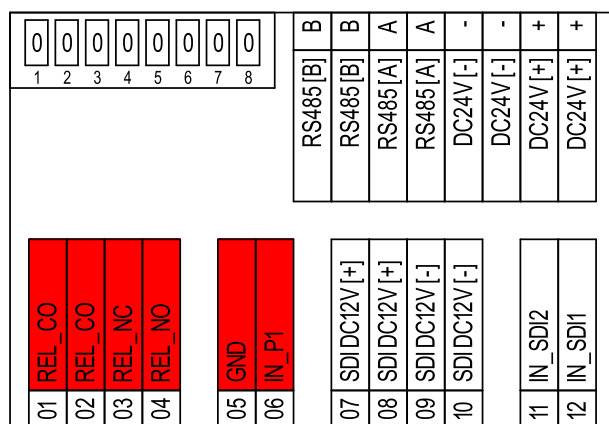 0 0 0 0 0 0 0 0
1 2 3 4 5 6 7 8
B B A A - - + +
RS485[B]
RS485[B]
RS485[A]
RS485[A]
DC24V[-]
DC24V[-]
DC24V[+]
DC24V[+]
01 REL_CO
02 REL_CO
03 REL_NC
04 REL_NO
05 GND
06 IN_P1
07 SDI DC12V[+]
08 SDI DC12V[+]
09 SDI DC12V[-]
10 SDI DC12V[-]
11 IN_SDI2
12 IN_SDI1